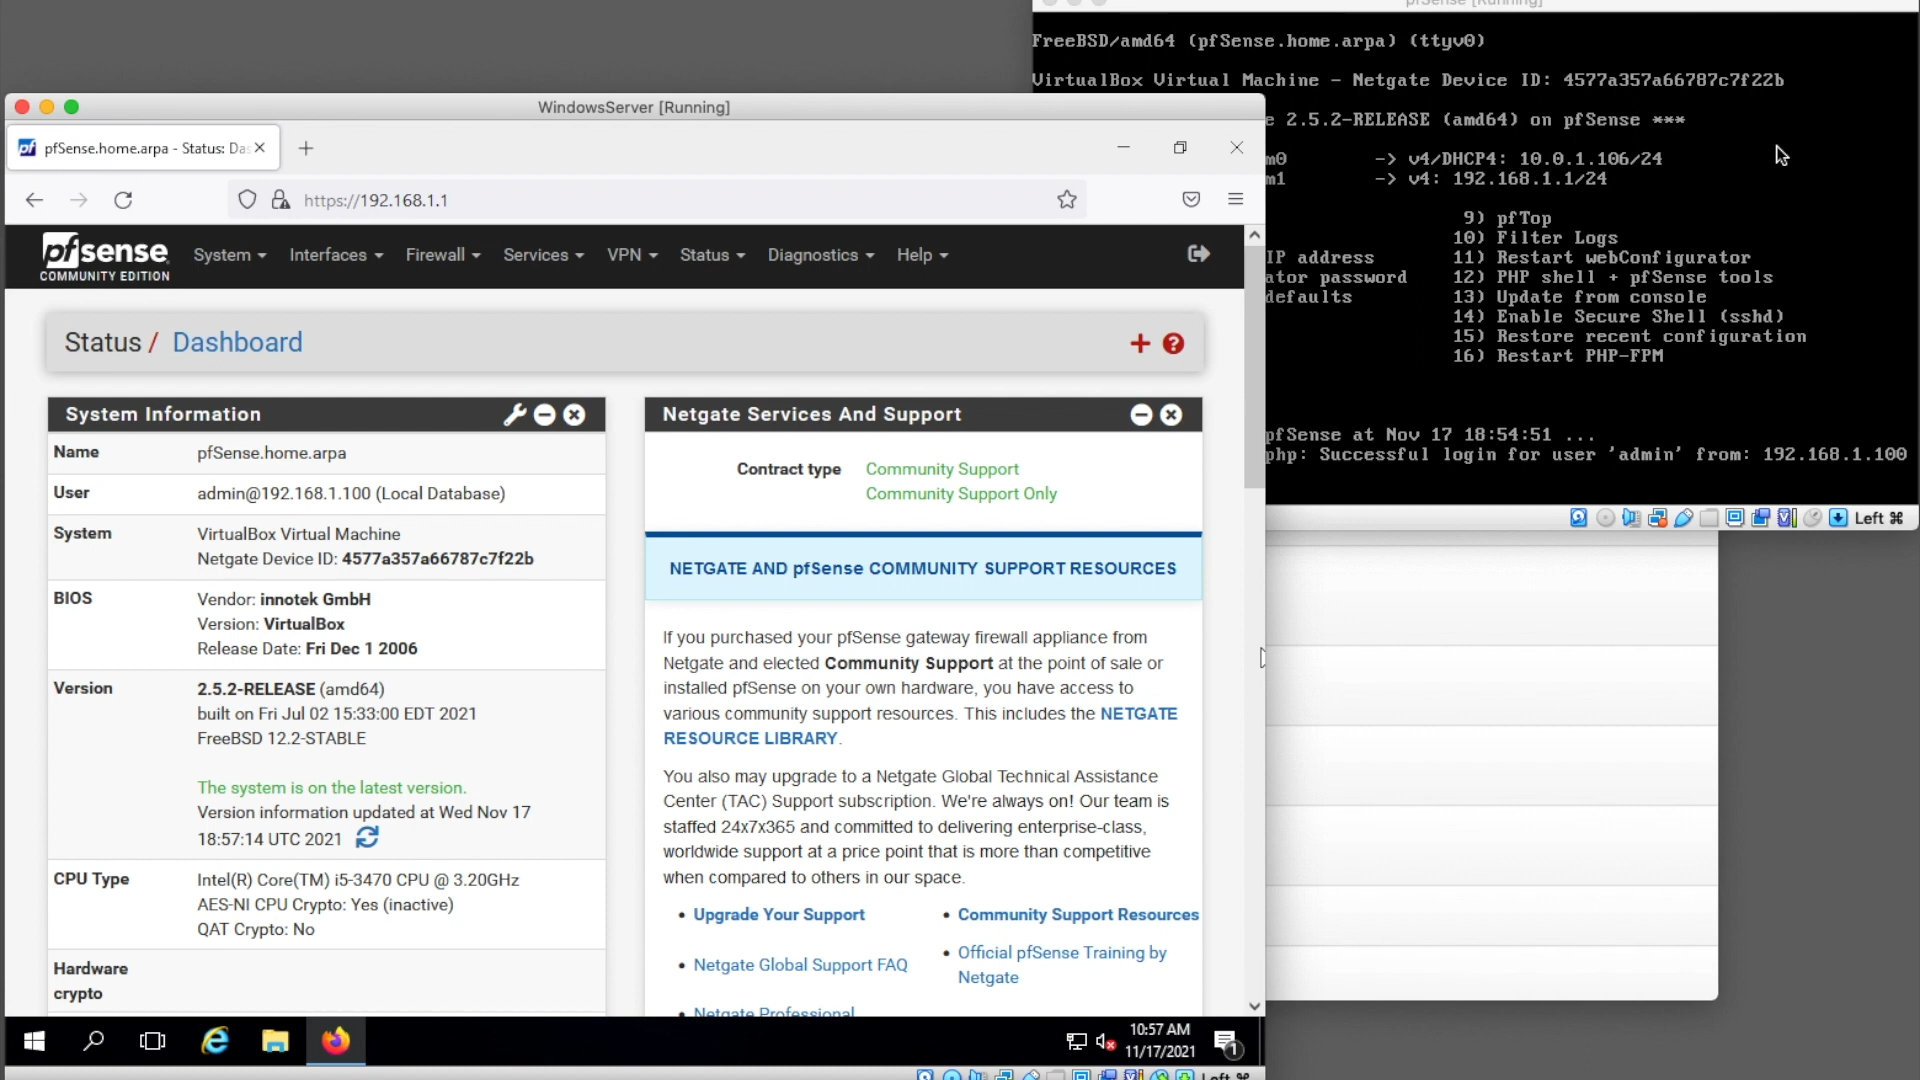 pfSense [Running]
FreeBSD/amd64 (pfSense.home.arpa) (ttyv0)
VirtualBox Virtual Machine - Netgate Device ID: 4577a357a66787c7f22b
e 2.5.2-RELEASE (amd64) on pfSense ***
m0 -> v4/DHCP4: 10.0.1.106/24
m1 -> v4: 192.168.1.1/24
9) pfTop
10) Filter Logs
IP address 11) Restart webConfigurator
ator password 12) PHP shell + pfSense tools
defaults 13) Update from console
14) Enable Secure Shell (sshd)
15) Restore recent configuration
16) Restart PHP-FPM
pfSense at Nov 17 18:54:51 ...
php: Successful login for user 'admin' from: 192.168.1.100
Left ⌘
WindowsServer [Running]
pfSense.home.arpa - Status: Das
https://192.168.1.1
pfsense
COMMUNITY EDITION
System Interfaces Firewall Services VPN Status Diagnostics Help
Status / Dashboard
System Information
Name pfSense.home.arpa
User admin@192.168.1.100 (Local Database)
System VirtualBox Virtual Machine
Netgate Device ID: 4577a357a66787c7f22b
BIOS Vendor: innotek GmbH
Version: VirtualBox
Release Date: Fri Dec 1 2006
Version 2.5.2-RELEASE (amd64)
built on Fri Jul 02 15:33:00 EDT 2021
FreeBSD 12.2-STABLE
The system is on the latest version.
Version information updated at Wed Nov 17
18:57:14 UTC 2021
CPU Type Intel(R) Core(TM) i5-3470 CPU @ 3.20GHz
AES-NI CPU Crypto: Yes (inactive)
QAT Crypto: No
Hardware
crypto
Netgate Services And Support
Contract type Community Support
Community Support Only
NETGATE AND pfSense COMMUNITY SUPPORT RESOURCES
If you purchased your pfSense gateway firewall appliance from
Netgate and elected Community Support at the point of sale or
installed pfSense on your own hardware, you have access to
various community support resources. This includes the NETGATE
RESOURCE LIBRARY.
You also may upgrade to a Netgate Global Technical Assistance
Center (TAC) Support subscription. We're always on! Our team is
staffed 24x7x365 and committed to delivering enterprise-class,
worldwide support at a price point that is more than competitive
when compared to others in our space.
• Upgrade Your Support
• Community Support Resources
• Netgate Global Support FAQ
• Official pfSense Training by
Netgate
• Netgate Professional
10:57 AM
11/17/2021
1
Left ⌘